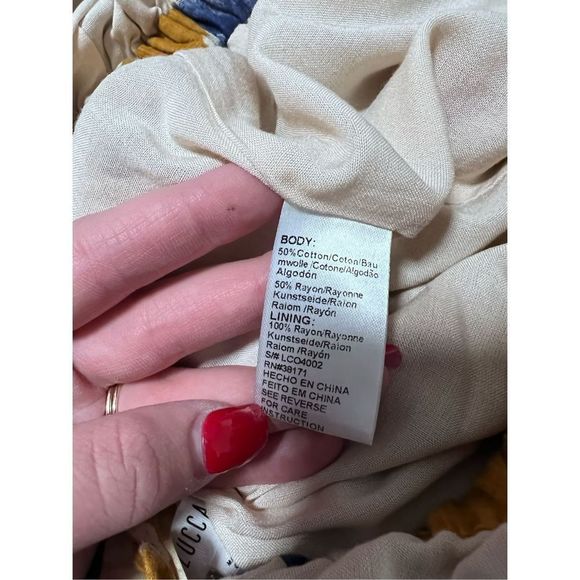 BODY:
50%Cotton/Coton/Bau
mwolle/Cotone/Algodão
Algodón
50% Rayon/Rayonne
Kunstseide/Raion
Raiom /Rayón
LINING:
100% Rayon/Rayonne
Kunstseide/Raion
Raiom /Rayón
S/# LCO4002
RN#38171
HECHO EN CHINA
FEITO EM CHINA
SEE REVERSE
FOR CARE
INSTRUCTION
LUCCA